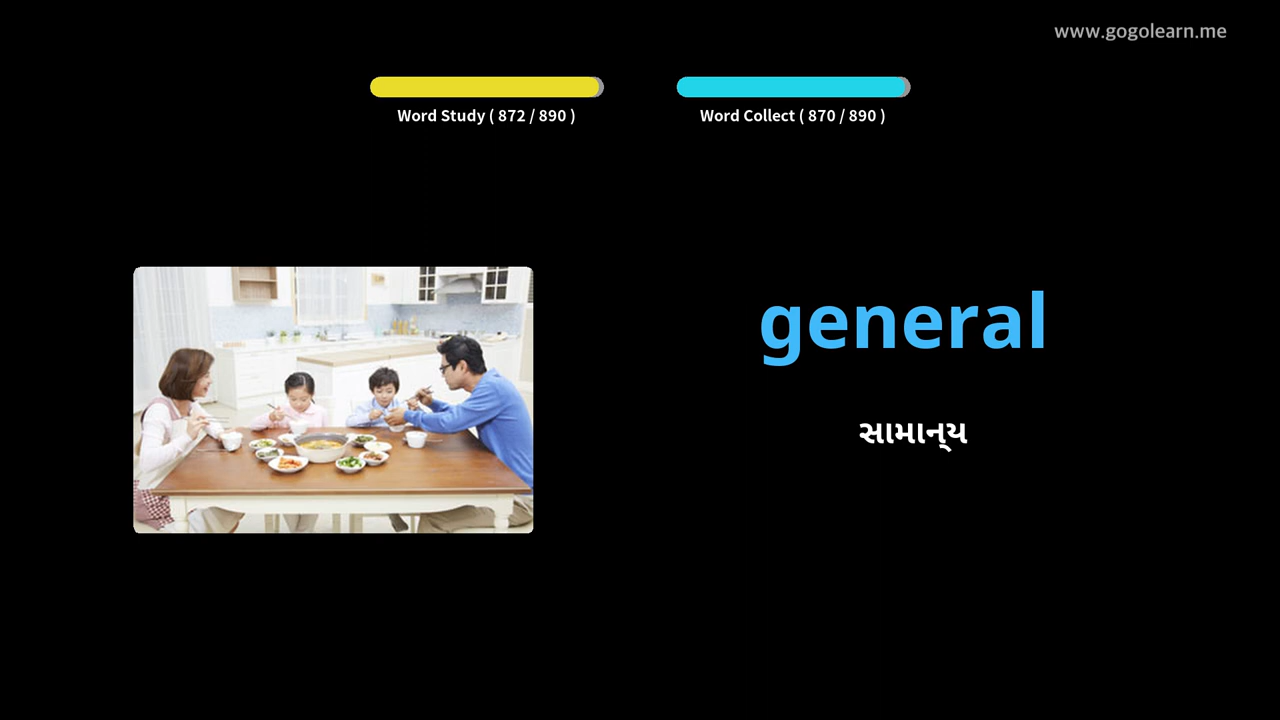 www.gogolearn.me
Word Study ( 872 / 890 )
Word Collect ( 870 / 890 )
general
સામાન્ય